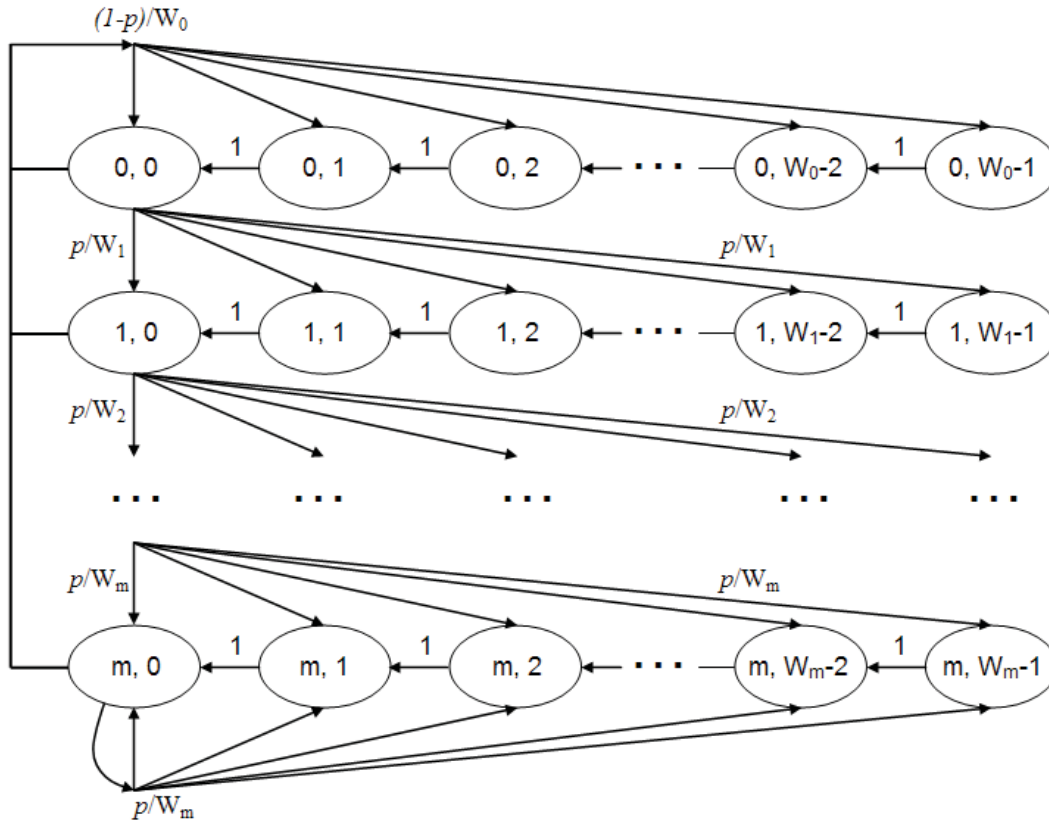 (1-p)/W₀
1 1 1
0, 0 0, 1 0, 2 ··· 0, W₀-2 0, W₀-1
p/W₁ p/W₁
1 1 1
1, 0 1, 1 1, 2 ··· 1, W₁-2 1, W₁-1
p/W₂ p/W₂
··· ··· ··· ··· ···
p/Wₘ p/Wₘ
1 1 1
m, 0 m, 1 m, 2 ··· m, Wₘ-2 m, Wₘ-1
p/Wₘ